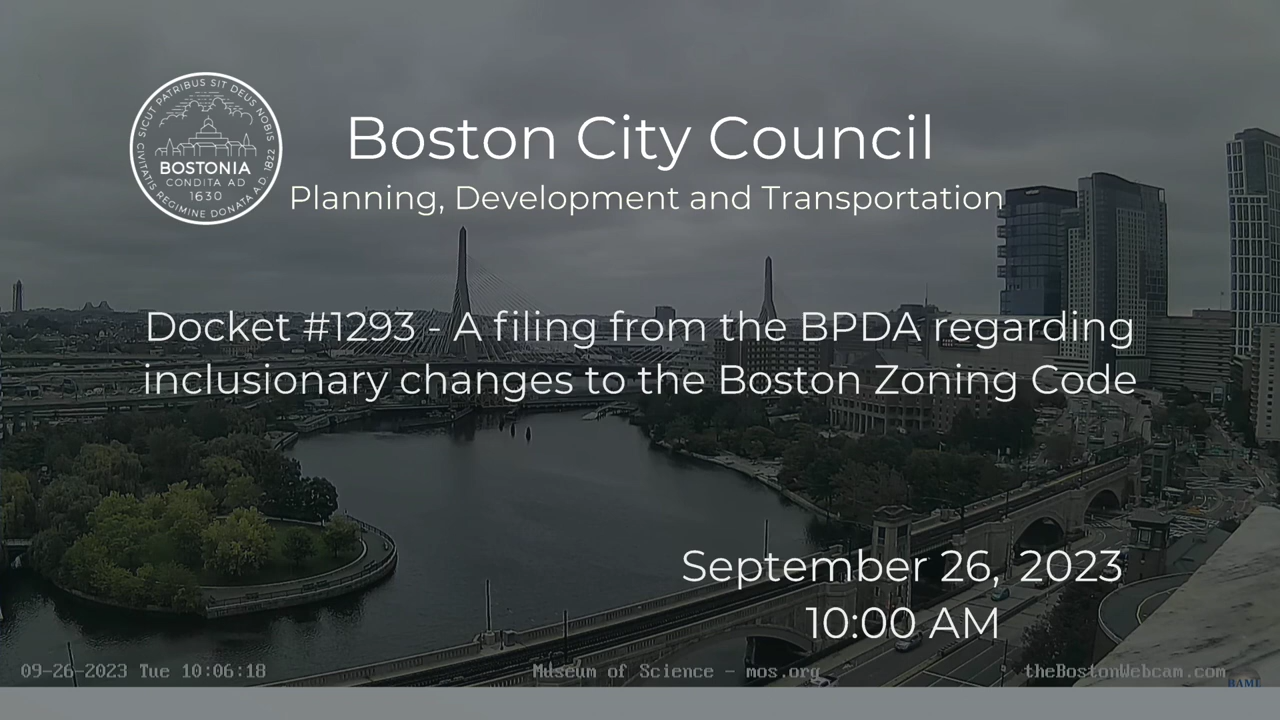 SICUT PATRIBUS SIT DEUS NOBIS
BOSTONIA
CONDITA AD
1630
CIVITATIS REGIMINE DONATA A.D. 1822
Boston City Council
Planning, Development and Transportation
Docket #1293 - A filing from the BPDA regarding
inclusionary changes to the Boston Zoning Code
September 26, 2023
10:00 AM
09-26-2023 Tue 10:06:18
Museum of Science - mos.org
theBostonWebcam.com
BAML